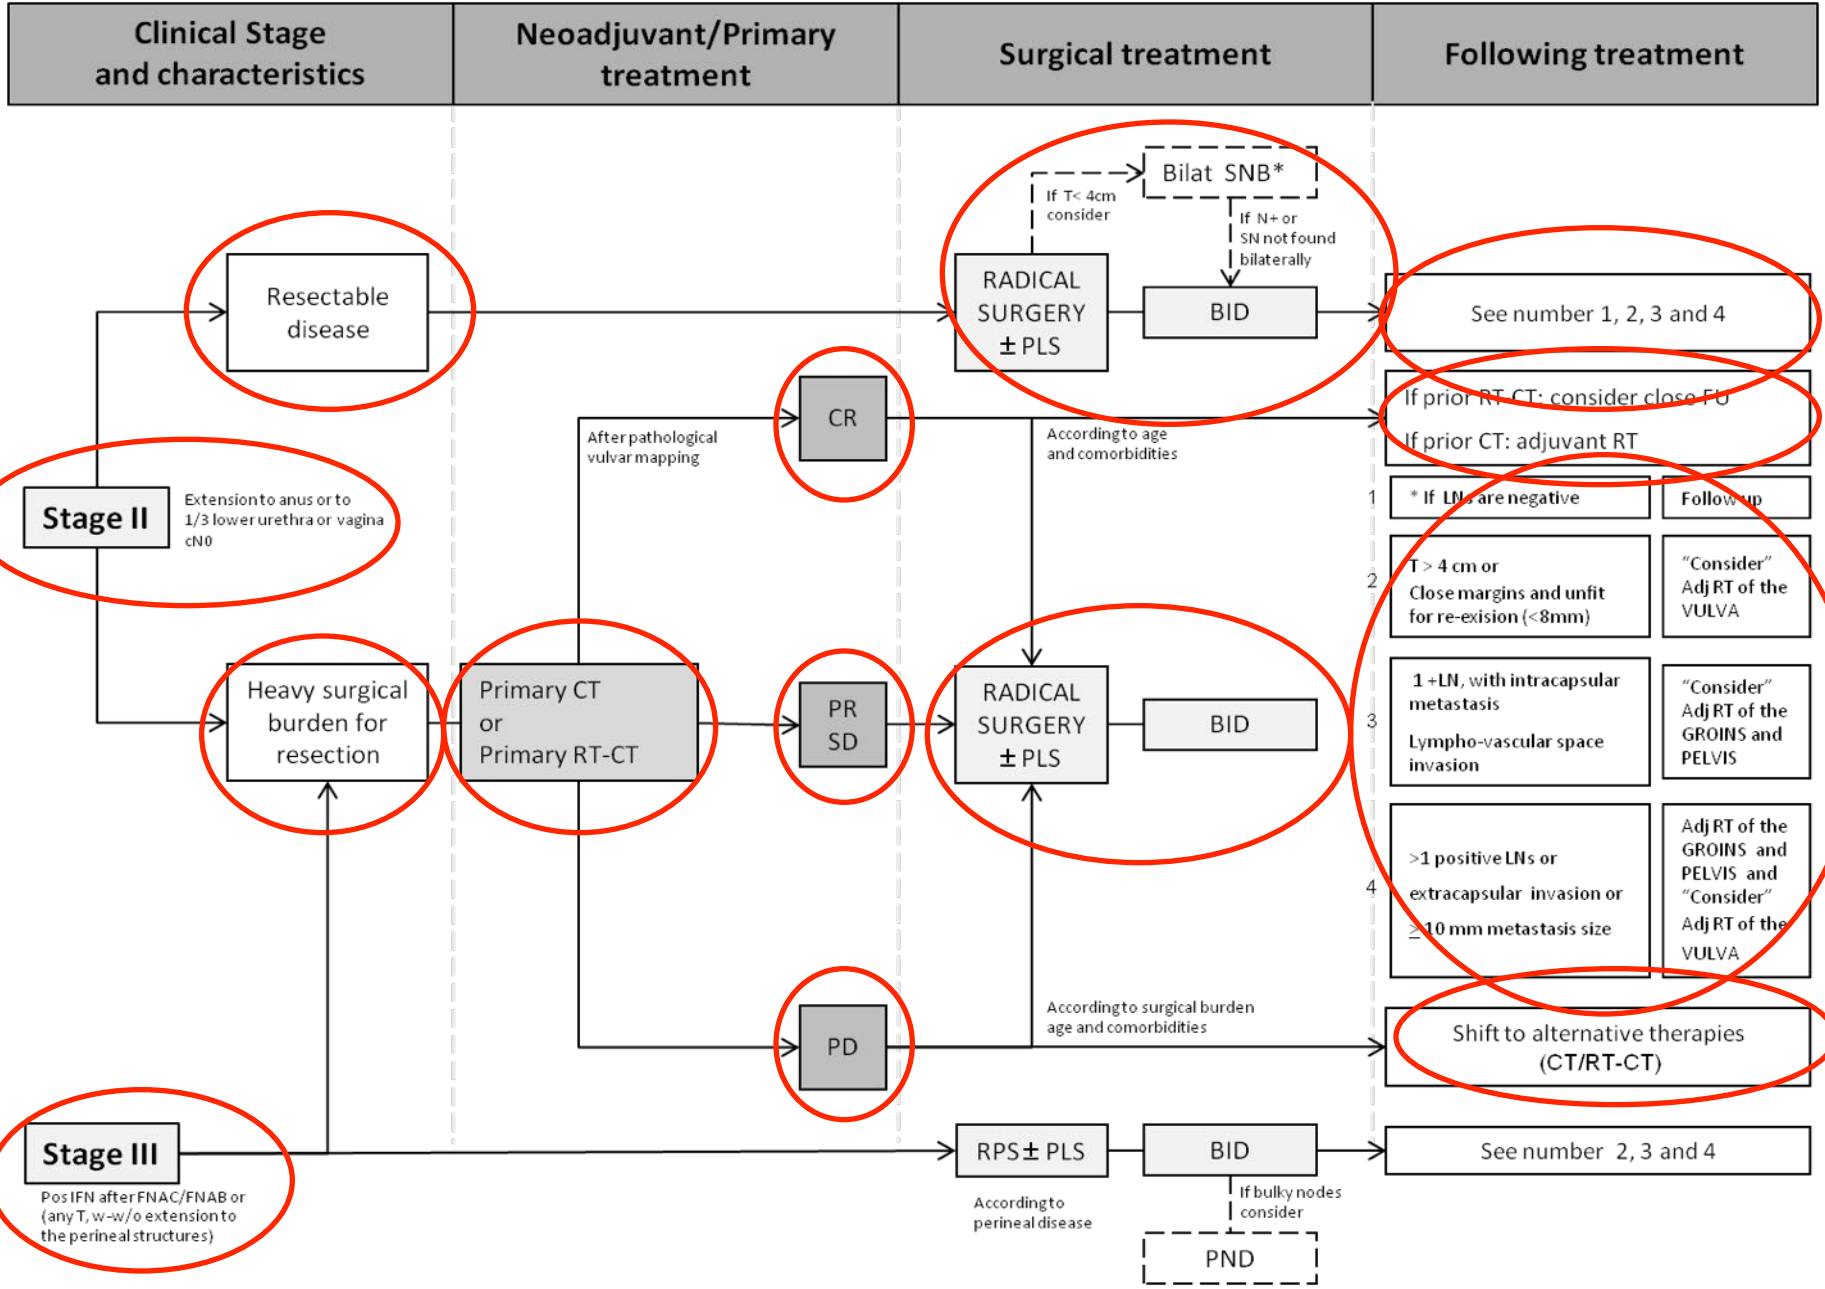 Clinical Stage
and characteristics
Neoadjuvant/Primary
treatment
Surgical treatment
Following treatment
Bilat SNB*
If T< 4cm
consider
If N+ or
SN not found
bilaterally
Resectable
disease
RADICAL
SURGERY
± PLS
BID
See number 1, 2, 3 and 4
CR
After pathological
vulvar mapping
According to age
and comorbidities
If prior RT-CT: consider close FU
If prior CT: adjuvant RT
Stage II
Extension to anus or to
1/3 lower urethra or vagina
cN0
1
* If LNs are negative
Follow up
2
T > 4 cm or
Close margins and unfit
for re-exision (<8mm)
"Consider"
Adj RT of the
VULVA
Heavy surgical
burden for
resection
Primary CT
or
Primary RT-CT
PR
SD
RADICAL
SURGERY
± PLS
BID
3
1 +LN, with intracapsular
metastasis
Lympho-vascular space
invasion
"Consider"
Adj RT of the
GROINS and
PELVIS
4
>1 positive LNs or
extracapsular invasion or
≥ 10 mm metastasis size
Adj RT of the
GROINS and
PELVIS and
"Consider"
Adj RT of the
VULVA
PD
According to surgical burden
age and comorbidities
Shift to alternative therapies
(CT/RT-CT)
Stage III
Pos IFN after FNAC/FNAB or
(any T, w-w/o extension to
the perineal structures)
RPS ± PLS
According to
perineal disease
BID
If bulky nodes
consider
PND
See number 2, 3 and 4